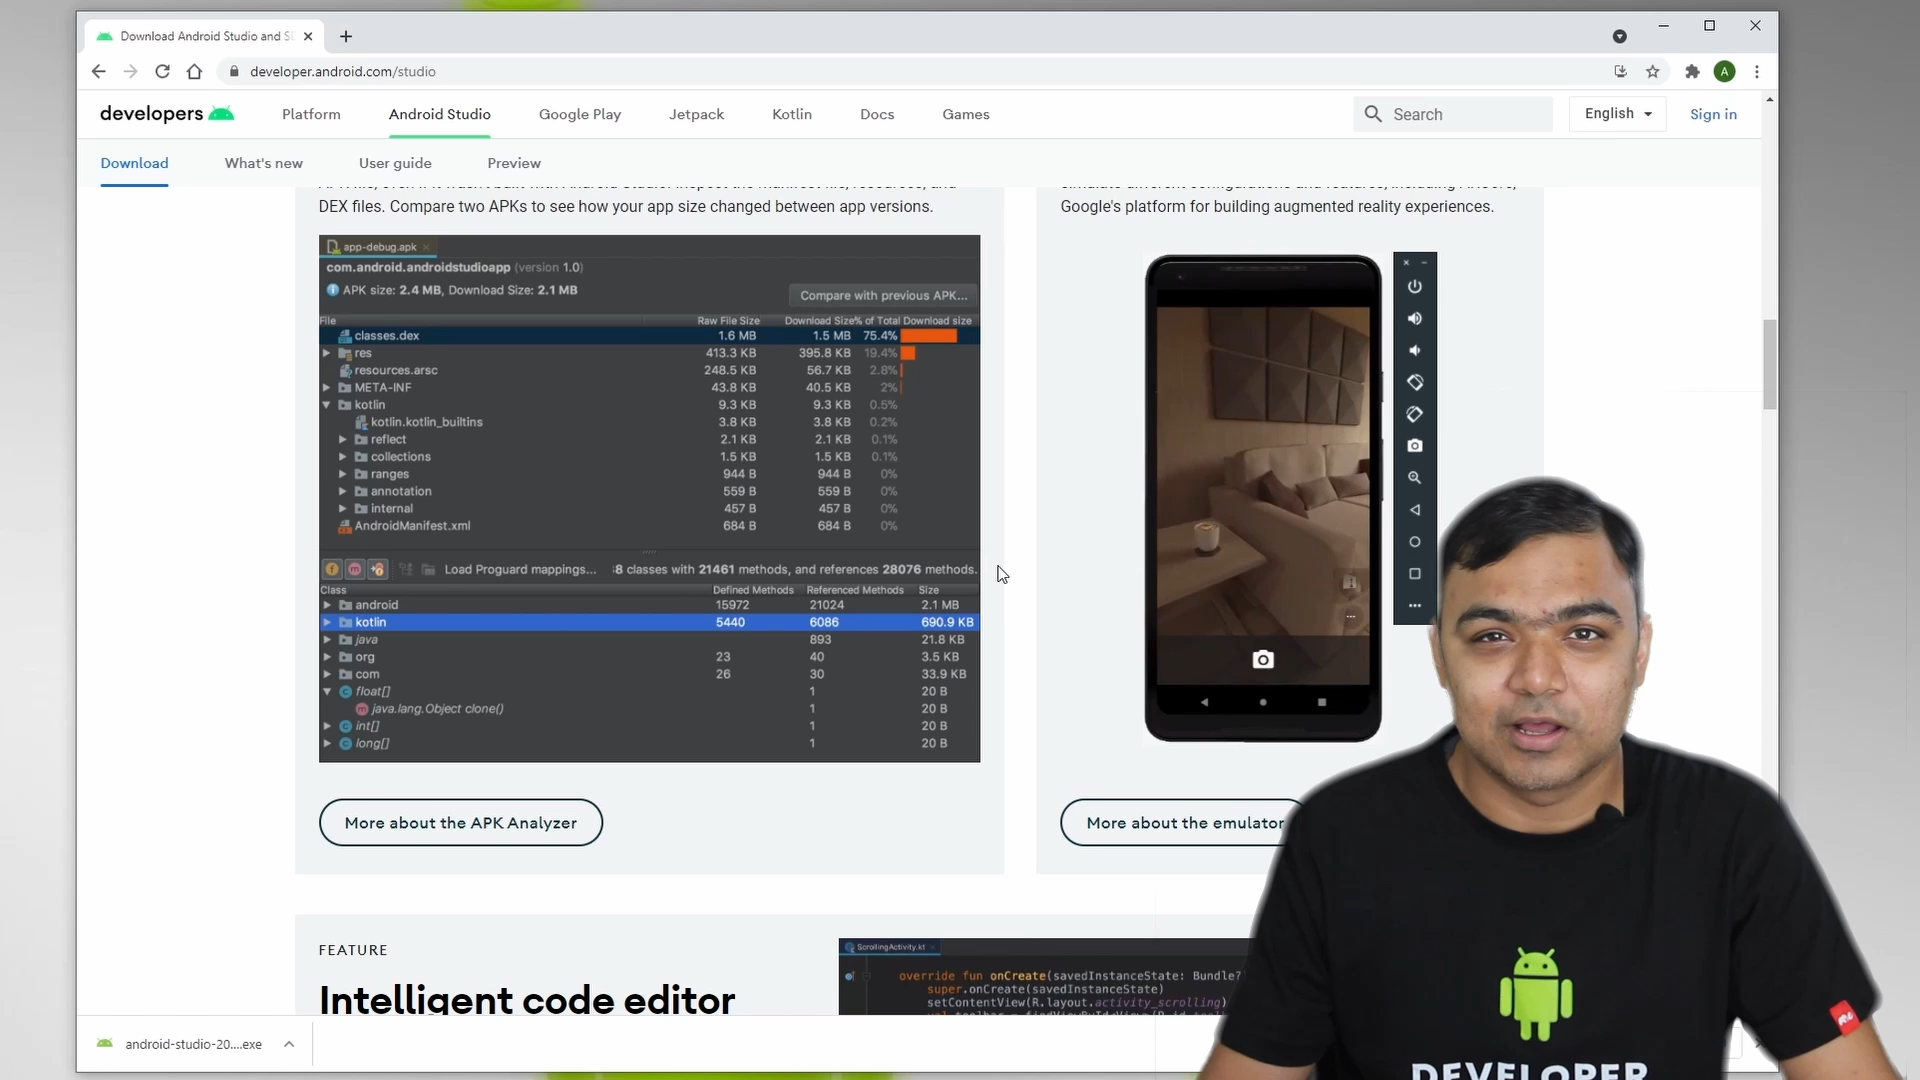 Download Android Studio and S
developer.android.com/studio
A
developers
Platform
Android Studio
Google Play
Jetpack
Kotlin
Docs
Games
Search
English
Sign in
Download
What's new
User guide
Preview
DEX files. Compare two APKs to see how your app size changed between app versions.
Google's platform for building augmented reality experiences.
app-debug.apk
com.android.androidstudioapp (version 1.0)
APK size: 2.4 MB, Download Size: 2.1 MB
Compare with previous APK...
File Raw File Size Download Size % of Total Download size
classes.dex 1.6 MB 1.5 MB 75.4%
res 413.3 KB 395.8 KB 19.4%
resources.arsc 248.5 KB 56.7 KB 2.8%
META-INF 43.8 KB 40.5 KB 2%
kotlin 9.3 KB 9.3 KB 0.5%
kotlin.kotlin_builtins 3.8 KB 3.8 KB 0.2%
reflect 2.1 KB 2.1 KB 0.1%
collections 1.5 KB 1.5 KB 0.1%
ranges 944 B 944 B 0%
annotation 559 B 559 B 0%
internal 457 B 457 B 0%
AndroidManifest.xml 684 B 684 B 0%
Load Proguard mappings... 8 classes with 21461 methods, and references 28076 methods.
Class Defined Methods Referenced Methods Size
android 15972 21024 2.1 MB
kotlin 5440 6086 690.9 KB
java 893 21.8 KB
org 23 40 3.5 KB
com 26 30 33.9 KB
float[] 1 20 B
java.lang.Object clone() 1 20 B
int[] 1 20 B
long[] 1 20 B
More about the APK Analyzer
More about the emulator
FEATURE
Intelligent code editor
ScrollingActivity.kt
override fun onCreate(savedInstanceState: Bundle?
super.onCreate(savedInstanceState)
setContentView(R.layout.activity_scrolling)
android-studio-20....exe
DEVELOPER